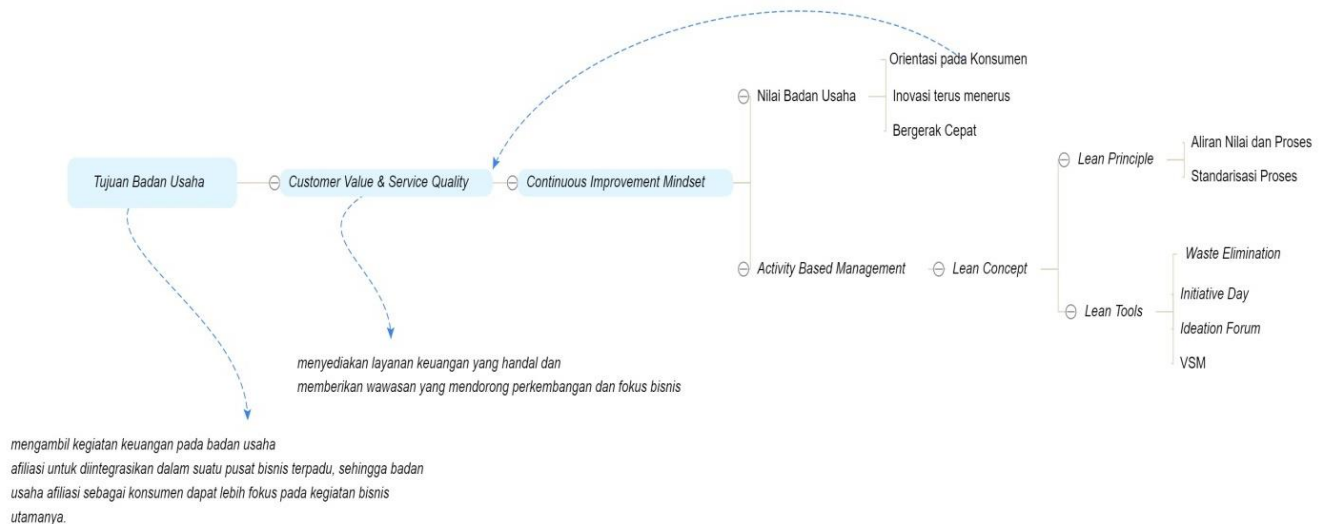 Tujuan Badan Usaha
Customer Value & Service Quality
Continuous Improvement Mindset
Nilai Badan Usaha
Orientasi pada Konsumen
Inovasi terus menerus
Bergerak Cepat
Activity Based Management
Lean Concept
Lean Principle
Aliran Nilai dan Proses
Standarisasi Proses
Lean Tools
Waste Elimination
Initiative Day
Ideation Forum
VSM
menyediakan layanan keuangan yang handal dan
memberikan wawasan yang mendorong perkembangan dan fokus bisnis
mengambil kegiatan keuangan pada badan usaha
afiliasi untuk diintegrasikan dalam suatu pusat bisnis terpadu, sehingga badan
usaha afiliasi sebagai konsumen dapat lebih fokus pada kegiatan bisnis
utamanya.